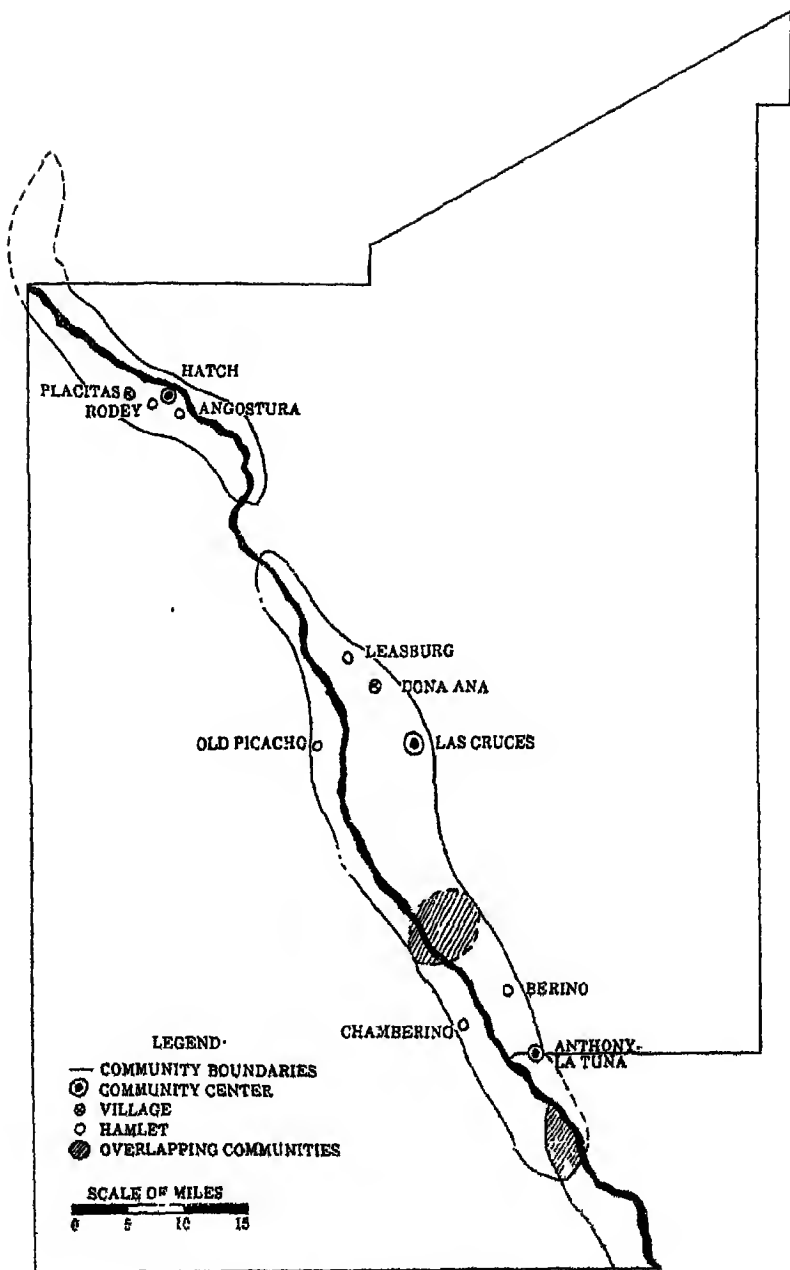 HATCH
PLACITAS
RODEY
ANGOSTURA
LEASBURG
DONA ANA
OLD PICACHO
LAS CRUCES
BERINO
CHAMBERINO
ANTHONY-
LA TUNA
LEGEND·
COMMUNITY BOUNDARIES
COMMUNITY CENTER
VILLAGE
HAMLET
OVERLAPPING COMMUNITIES
SCALE OF MILES
0 5 10 15